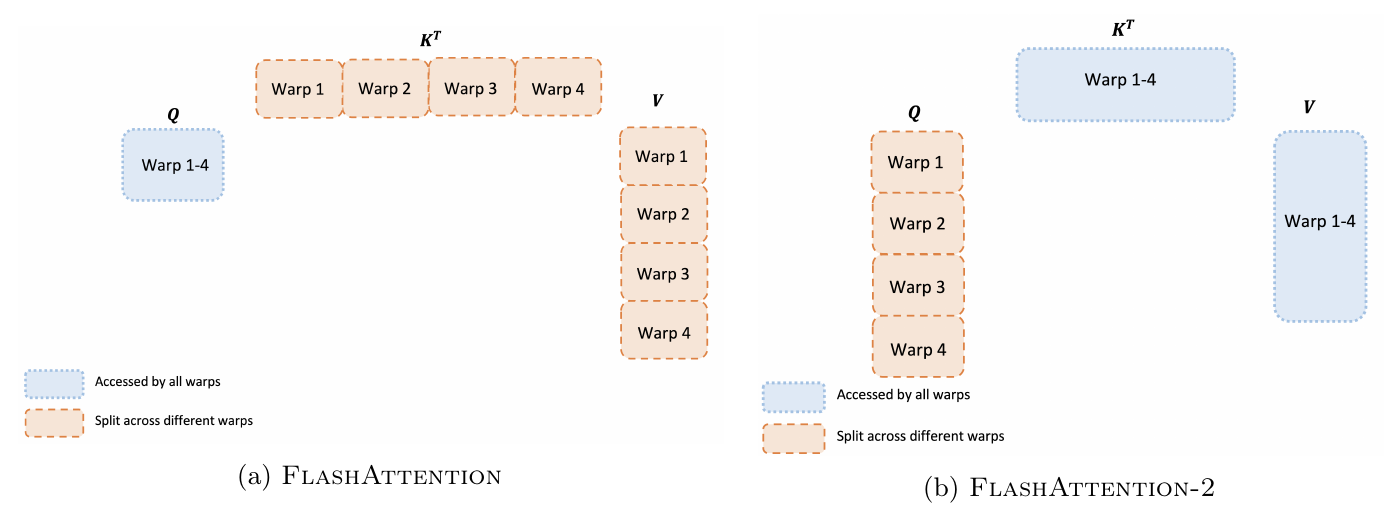 K^T
Warp 1 Warp 2 Warp 3 Warp 4
Q
Warp 1-4
V
Warp 1
Warp 2
Warp 3
Warp 4
Accessed by all warps
Split across different warps
(a) FLASHATTENTION
K^T
Warp 1-4
Q
Warp 1
Warp 2
Warp 3
Warp 4
V
Warp 1-4
Accessed by all warps
Split across different warps
(b) FLASHATTENTION-2